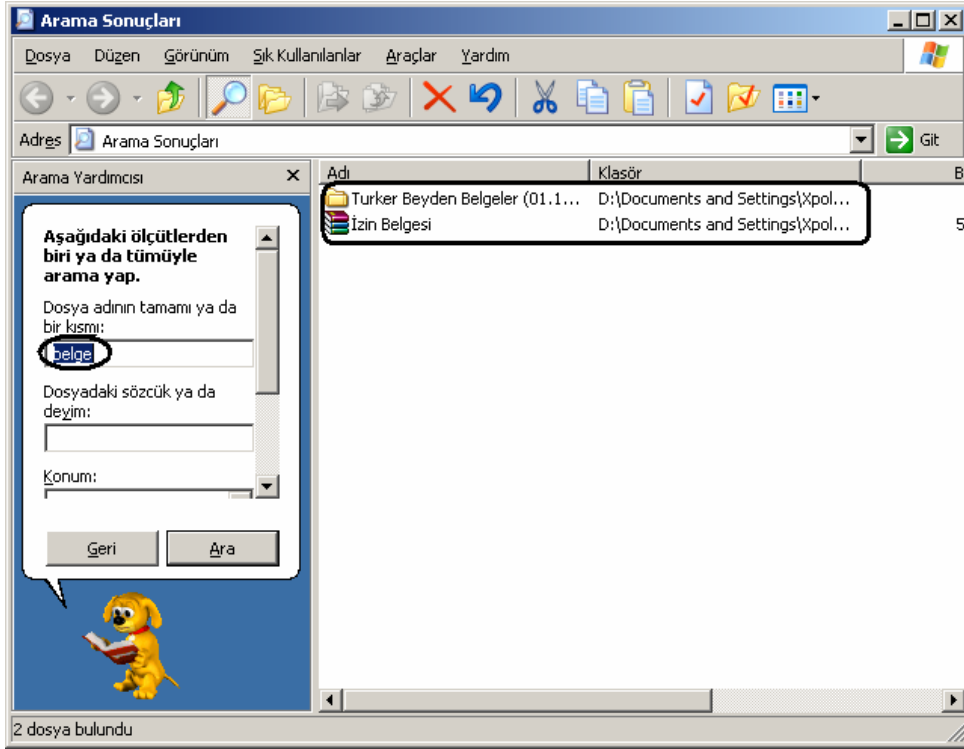 Arama Sonuçları
Dosya Düzen Görünüm Sık Kullanılanlar Araçlar Yardım
Adres Arama Sonuçları Git
Arama Yardımcısı
Aşağıdaki ölçütlerden
biri ya da tümüyle
arama yap.
Dosya adının tamamı ya da
bir kısmı:
belge
Dosyadaki sözcük ya da
deyim:
Konum:
Geri Ara
Adı Klasör B
Turker Beyden Belgeler (01.1... D:\Documents and Settings\Xpol...
İzin Belgesi D:\Documents and Settings\Xpol... 5
2 dosya bulundu